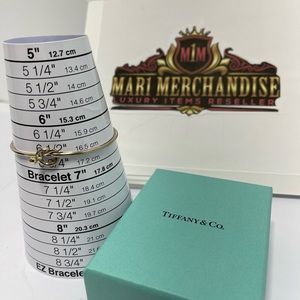 5" 12.7 cm
5 1/4" 13.4 cm
5 1/2" 14 cm
5 3/4" 14.6 cm
6" 15.3 cm
6 1/4" 15.9 cm
6 1/2" 16.5 cm
17.2 cm
Bracelet 7" 17.8 cm
7 1/4" 18.4 cm
7 1/2" 19.1 cm
7 3/4" 19.7 cm
8" 20.3 cm
8 1/4" 21 cm
8 1/2"
8 3/4"
EZ Bracelet
M M
MARI MERCHANDISE
LUXURY ITEMS RESELLER
TIFFANY & CO.